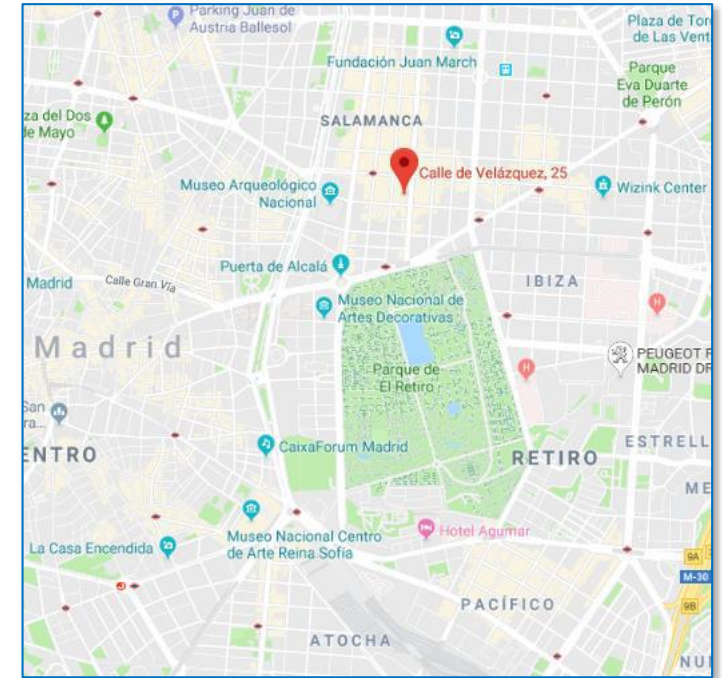 Parking Juan de
Austria Ballesol
Plaza de Tor
de Las Vent
Fundación Juan March
Parque
Eva Duarte
de Perón
za del Dos
de Mayo
SALAMANCA
Calle de Velázquez, 25
Museo Arqueológico
Nacional
Wizink Center
Puerta de Alcalá
Madrid
Calle Gran Vía
IBIZA
Museo Nacional de
Artes Decorativas
H
Madrid
PEUGEOT R
MADRID DR
H
Parque de
El Retiro
San
ra...
ENTRO
CaixaForum Madrid
ESTRELL
RETIRO
ME
Museo Nacional Centro
de Arte Reina Sofía
Hotel Agumar
La Casa Encendida
9A
M-30
PACÍFICO
9B
ATOCHA
NUI